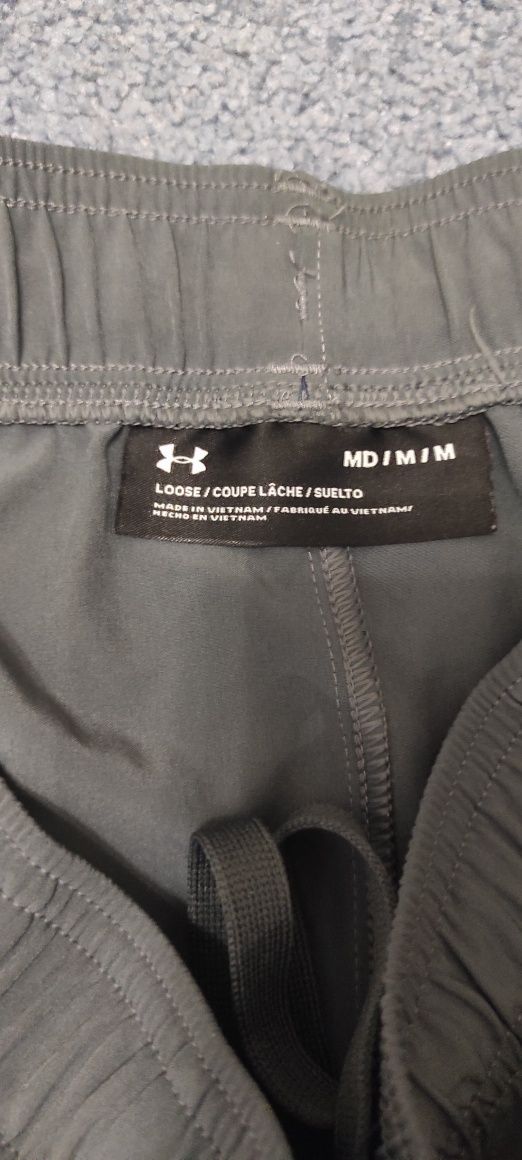 MD / M / M
LOOSE / COUPE LÂCHE / SUELTO
MADE IN VIETNAM / FABRIQUÉ AU VIETNAM/
HECHO EN VIETNAM